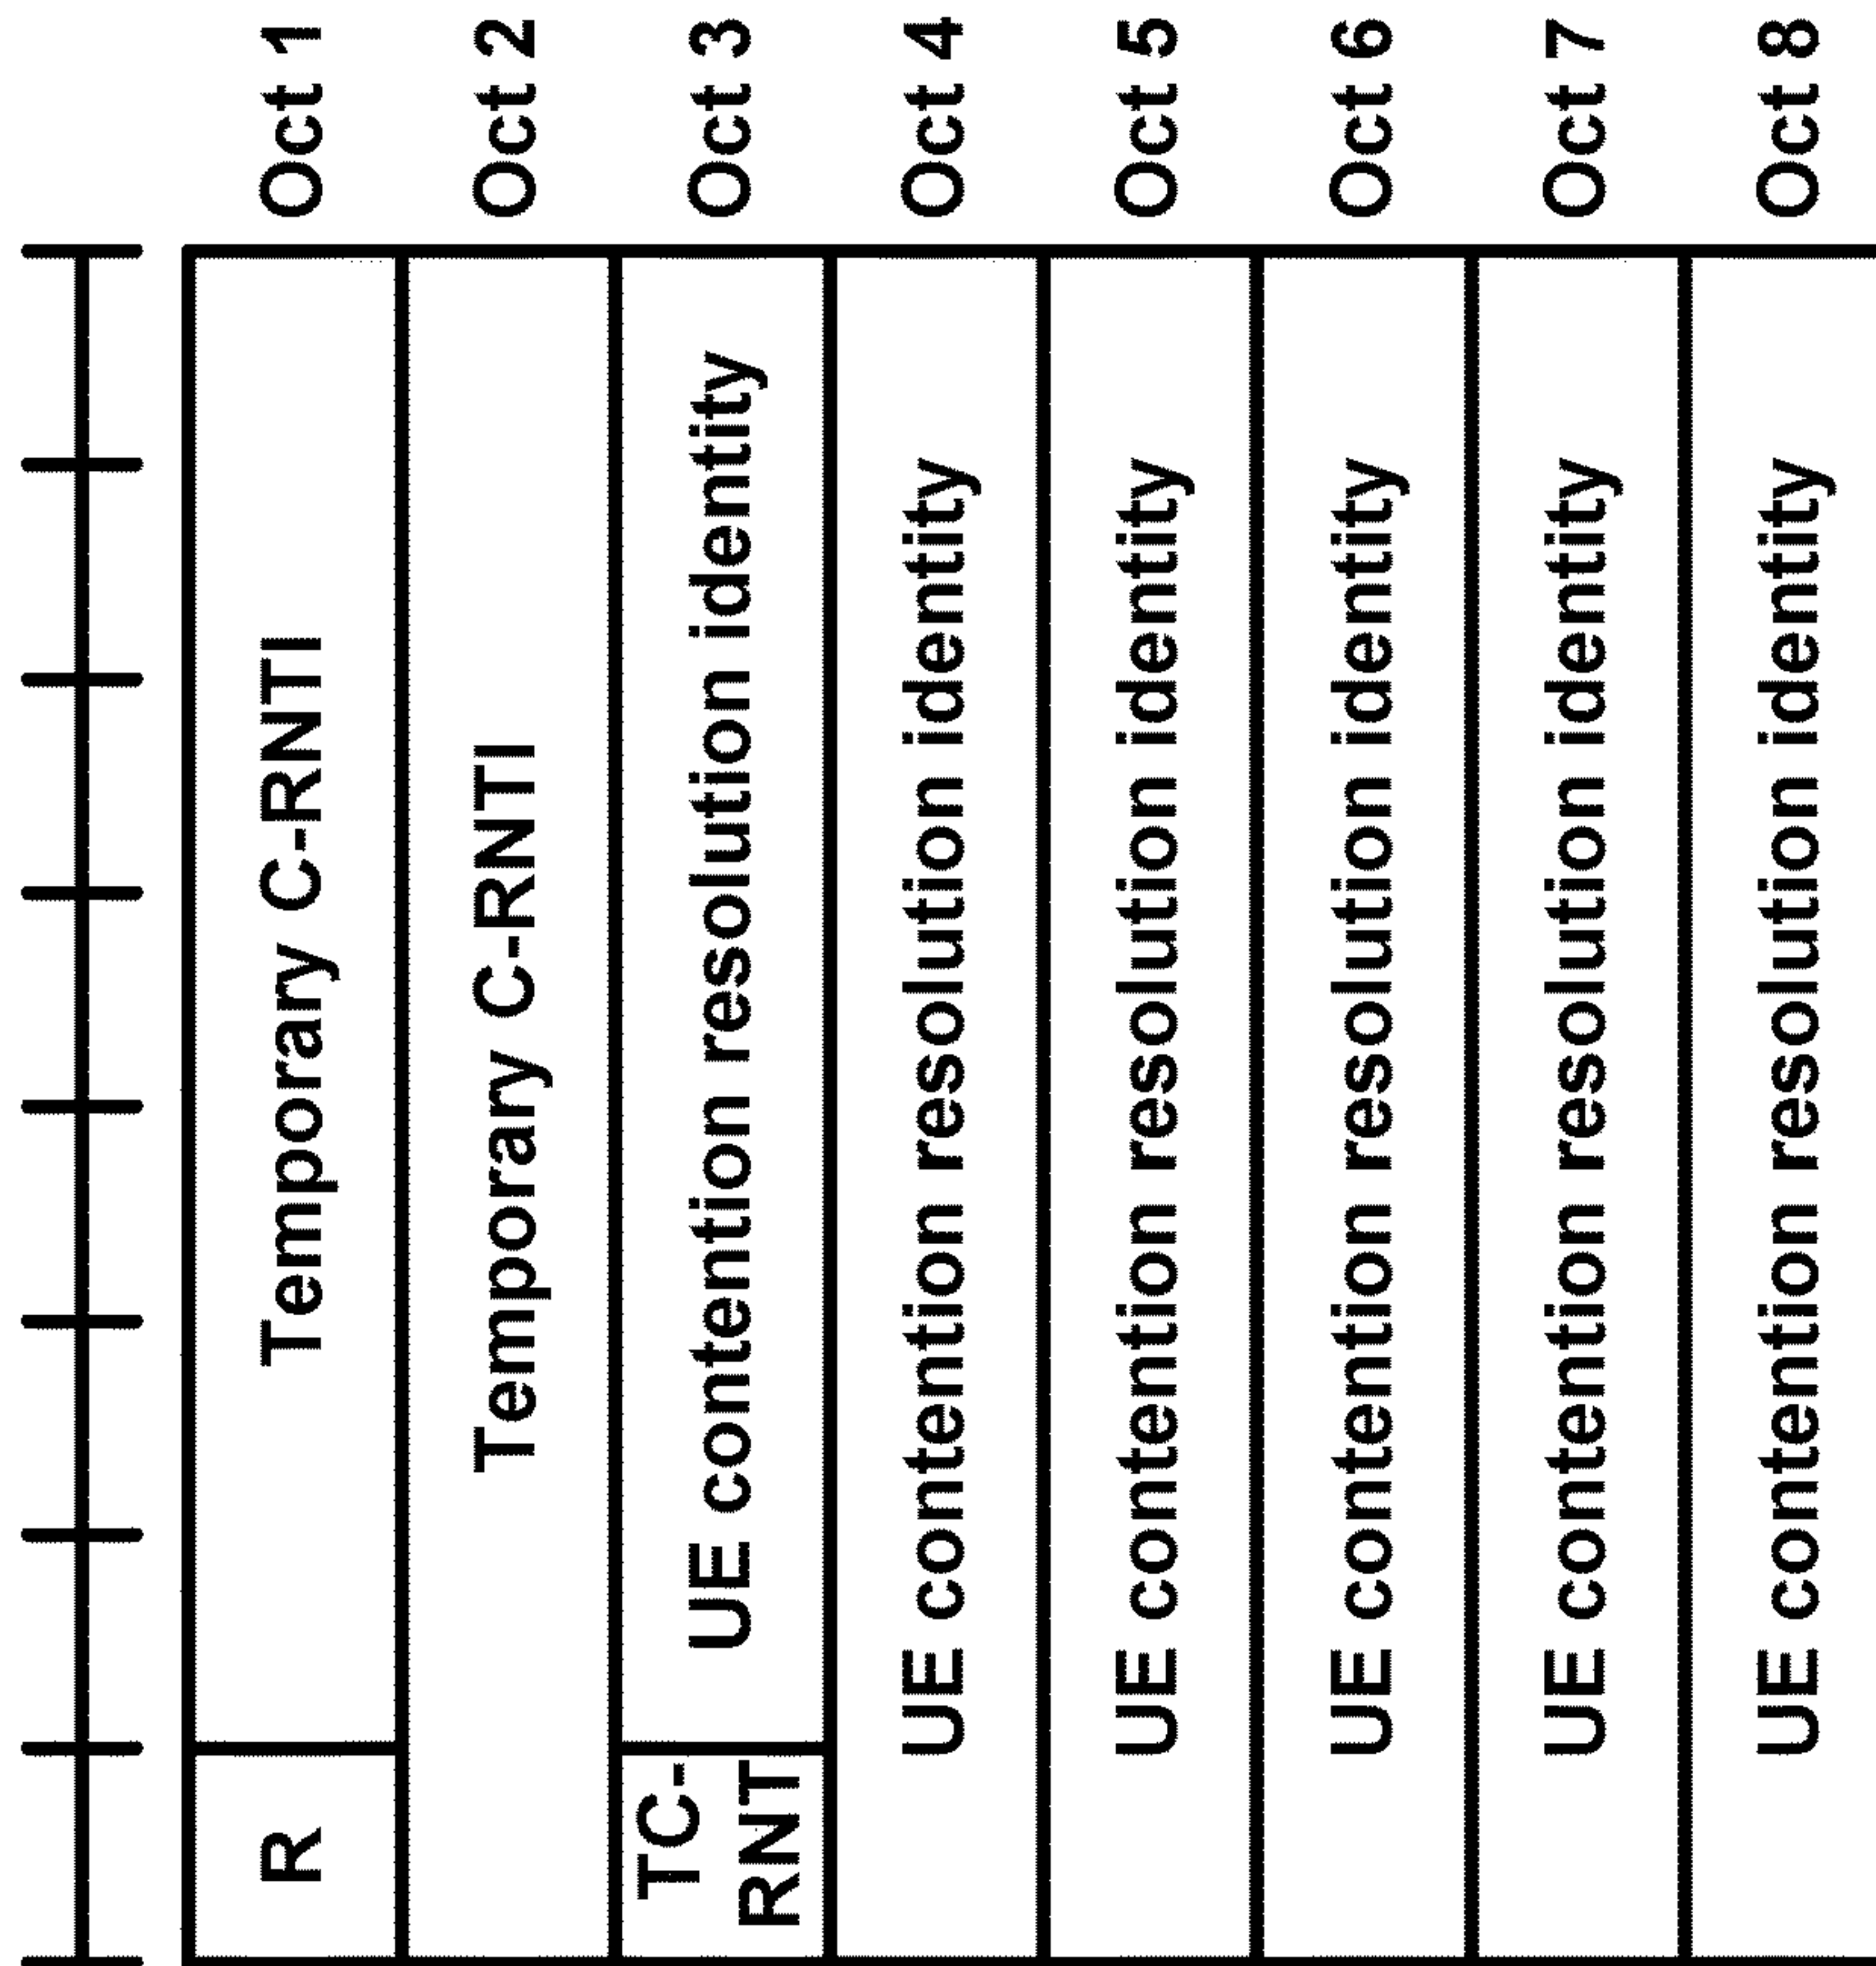 R Temporary C-RNTI Oct 1
Temporary C-RNTI Oct 2
TC-
RNT UE contention resolution identity Oct 3
UE contention resolution identity Oct 4
UE contention resolution identity Oct 5
UE contention resolution identity Oct 6
UE contention resolution identity Oct 7
UE contention resolution identity Oct 8